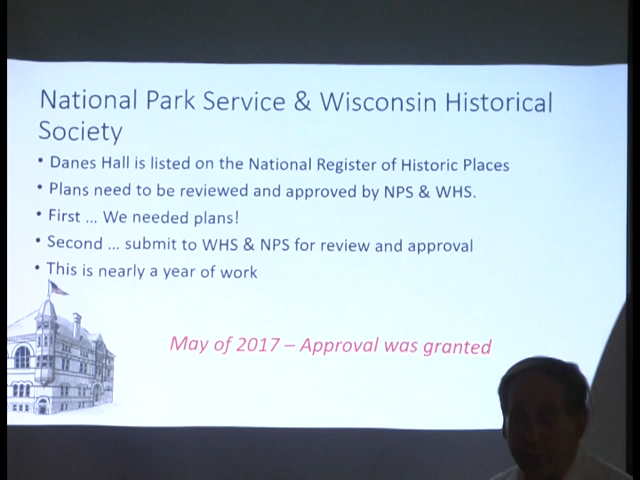 National Park Service & Wisconsin Historical
Society
• Danes Hall is listed on the National Register of Historic Places
• Plans need to be reviewed and approved by NPS & WHS.
• First ... We needed plans!
• Second ... submit to WHS & NPS for review and approval
• This is nearly a year of work
May of 2017 – Approval was granted